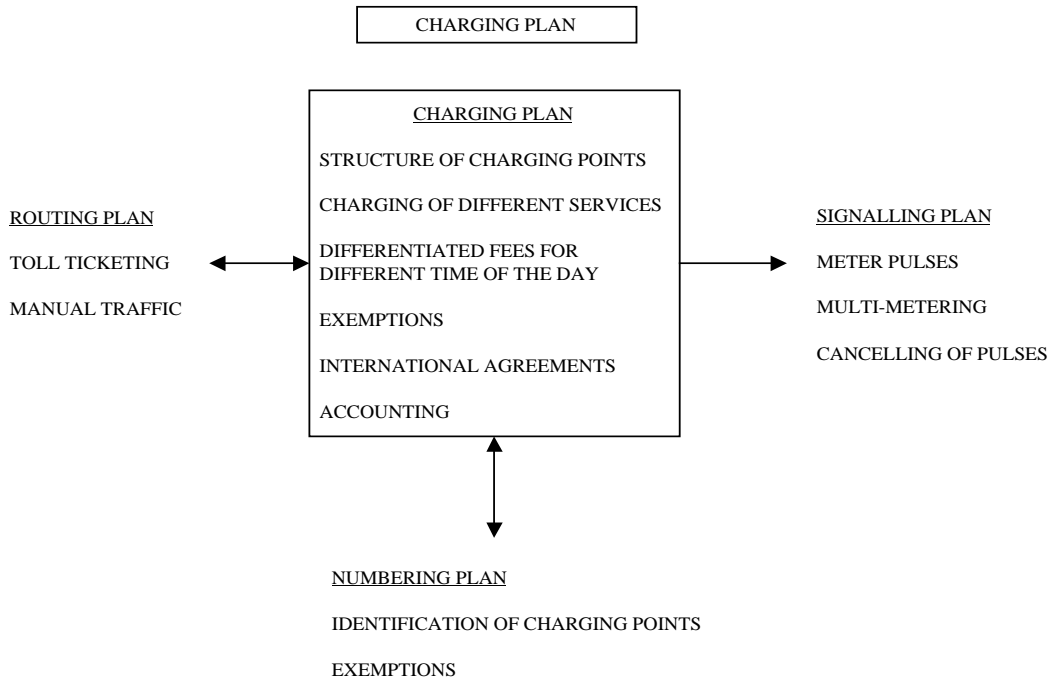 CHARGING PLAN
CHARGING PLAN
STRUCTURE OF CHARGING POINTS
CHARGING OF DIFFERENT SERVICES
DIFFERENTIATED FEES FOR
DIFFERENT TIME OF THE DAY
EXEMPTIONS
INTERNATIONAL AGREEMENTS
ACCOUNTING
ROUTING PLAN
TOLL TICKETING
MANUAL TRAFFIC
SIGNALLING PLAN
METER PULSES
MULTI-METERING
CANCELLING OF PULSES
NUMBERING PLAN
IDENTIFICATION OF CHARGING POINTS
EXEMPTIONS